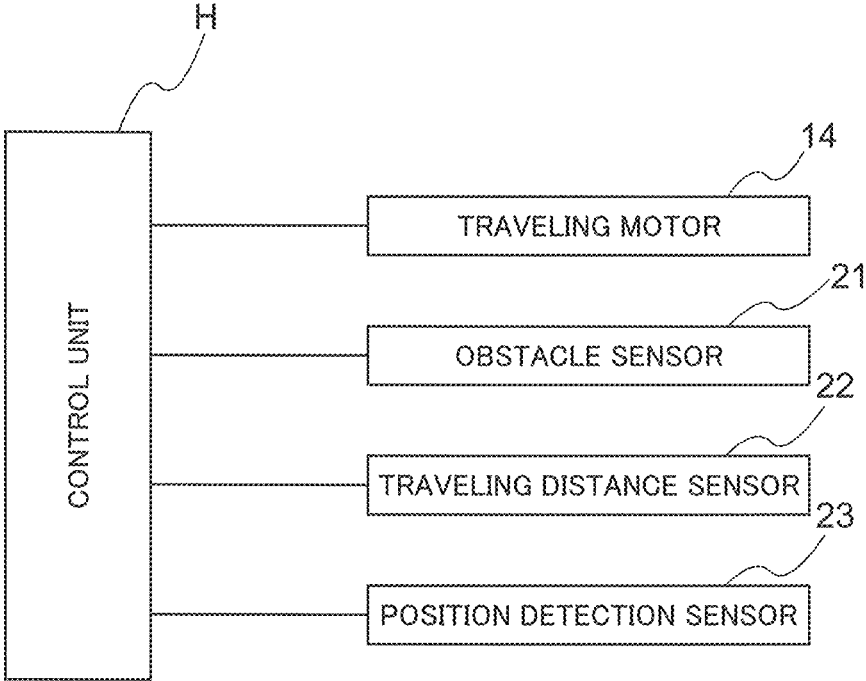 H
14
TRAVELING MOTOR
21
OBSTACLE SENSOR
CONTROL UNIT
22
TRAVELING DISTANCE SENSOR
23
POSITION DETECTION SENSOR